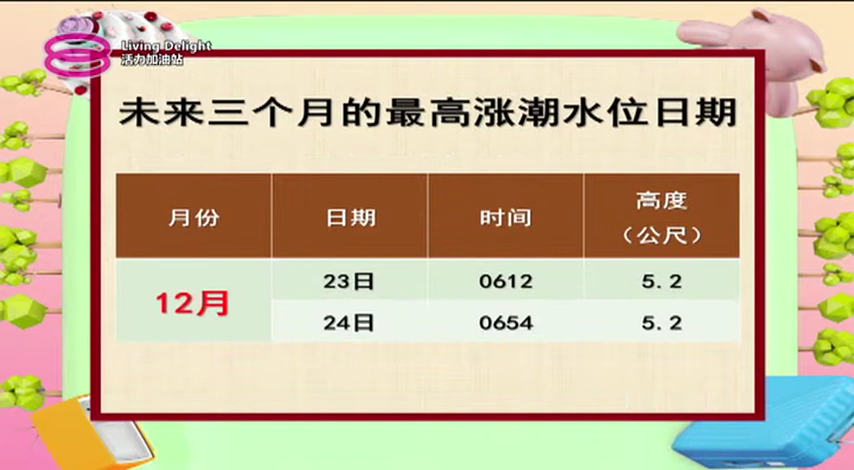 Living Delight
活力加油站
未来三个月的最高涨潮水位日期
月份 日期 时间 高度
（公尺）
12月
23日 0612 5.2
24日 0654 5.2